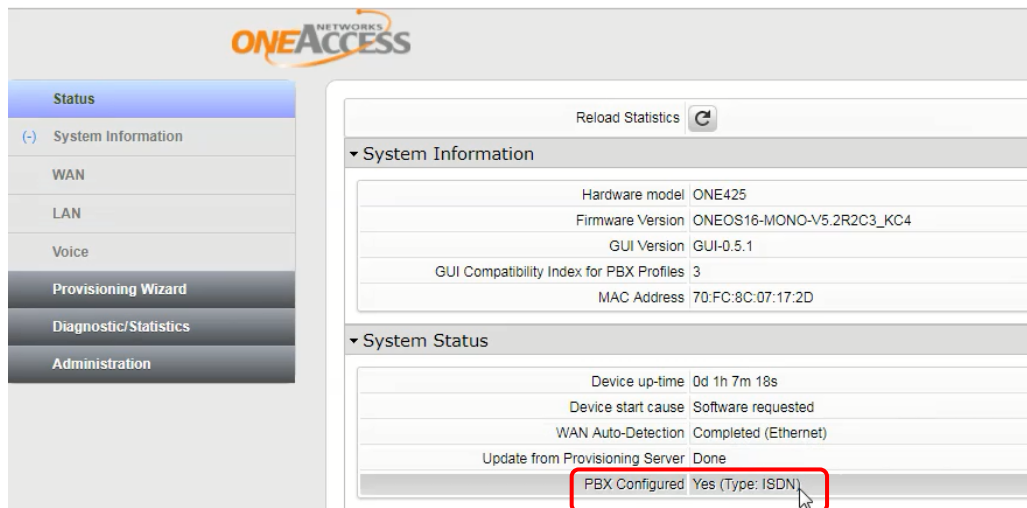 NETWORKS
ONEACCESS
Status
(-) System Information
WAN
LAN
Voice
Provisioning Wizard
Diagnostic/Statistics
Administration
Reload Statistics
System Information
Hardware model ONE425
Firmware Version ONEOS16-MONO-V5.2R2C3_KC4
GUI Version GUI-0.5.1
GUI Compatibility Index for PBX Profiles 3
MAC Address 70:FC:8C:07:17:2D
System Status
Device up-time 0d 1h 7m 18s
Device start cause Software requested
WAN Auto-Detection Completed (Ethernet)
Update from Provisioning Server Done
PBX Configured Yes (Type: ISDN)